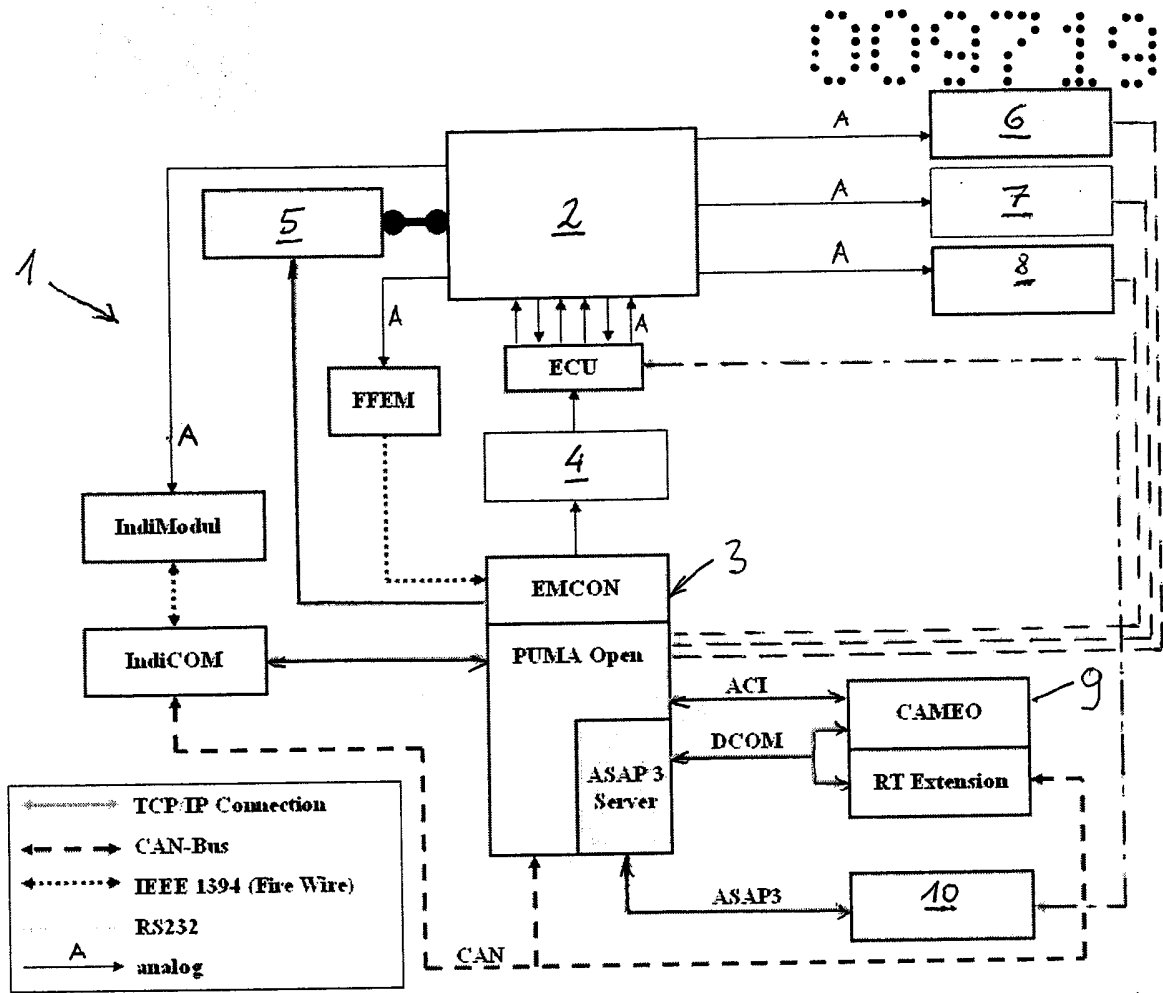 009719
A
6
2
A
7
5
8
A
1
A
A
ECU
FFEM
4
A
IndiModul
3
EMCON
IndiCOM
PUMA Open
ACI
9
CAMEO
DCOM
ASAP 3
Server
RT Extension
TCP/IP Connection
CAN-Bus
IEEE 1394 (Fire Wire)
ASAP3
10
RS232
CAN
A
analog